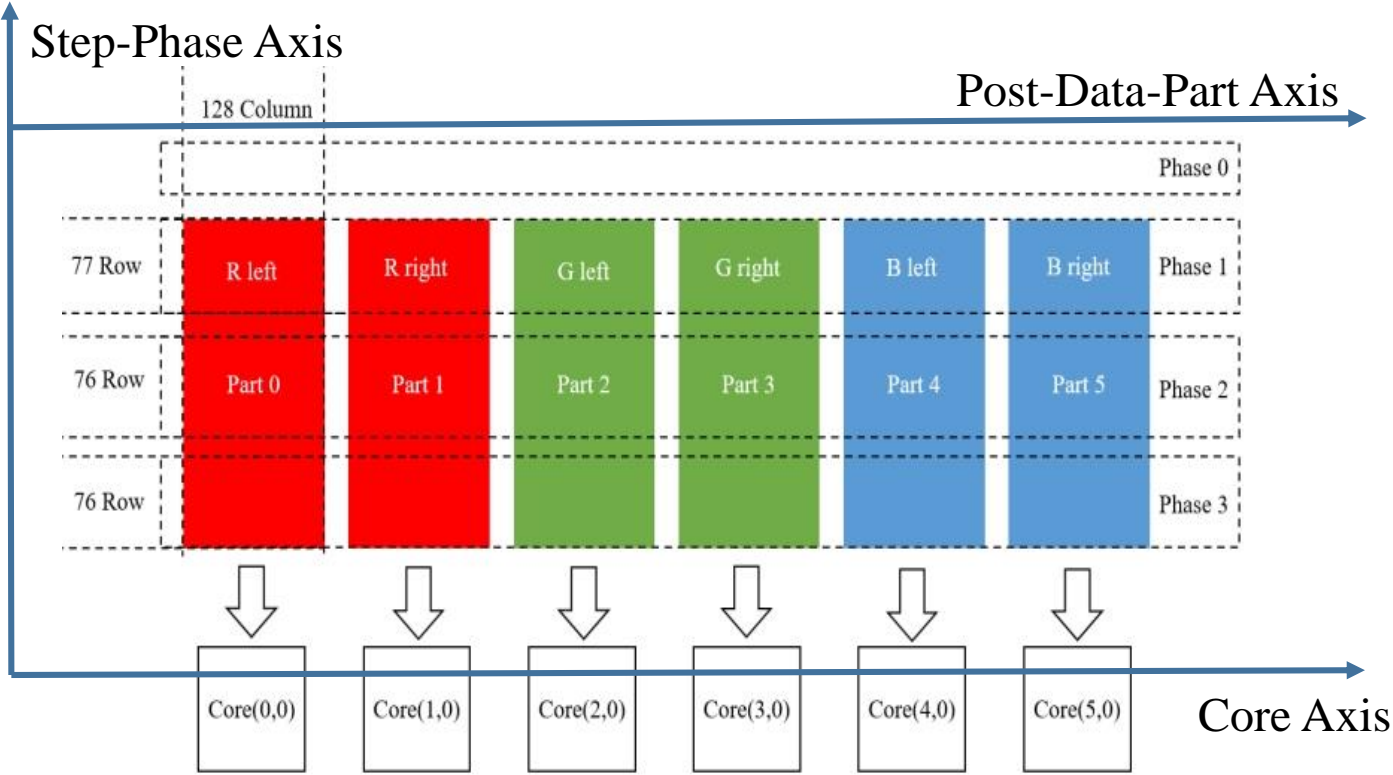 Step-Phase Axis
Post-Data-Part Axis
128 Column
Phase 0
77 Row
R left
R right
G left
G right
B left
B right
Phase 1
76 Row
Part 0
Part 1
Part 2
Part 3
Part 4
Part 5
Phase 2
76 Row
Phase 3
Core(0,0)
Core(1,0)
Core(2,0)
Core(3,0)
Core(4,0)
Core(5,0)
Core Axis